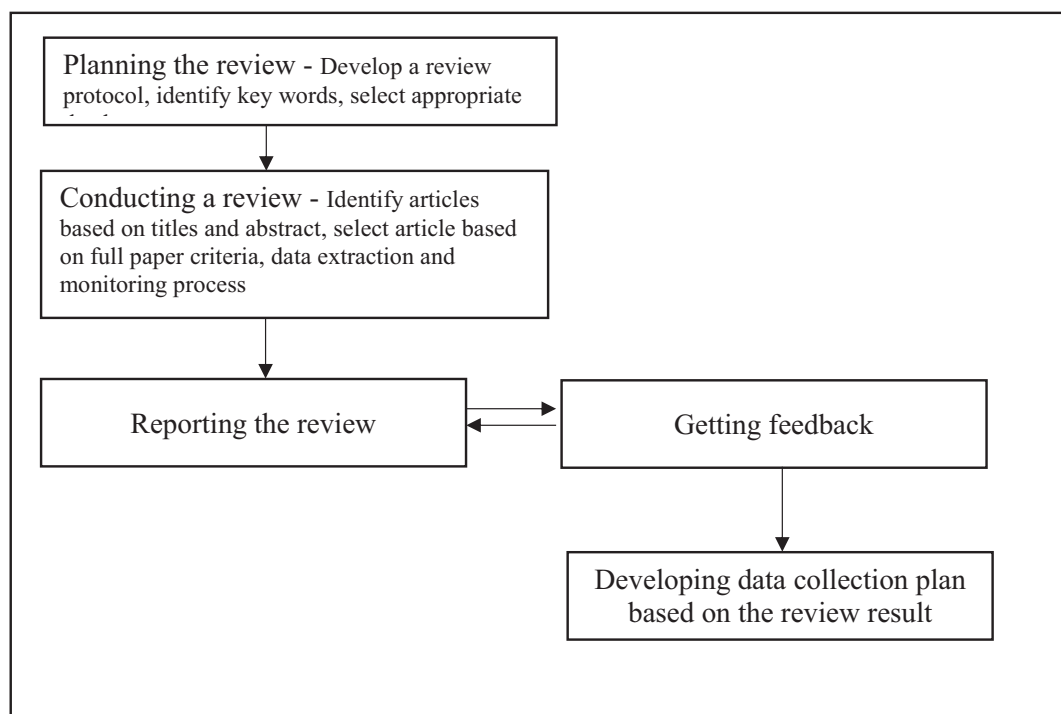 Planning the review - Develop a review
protocol, identify key words, select appropriate
Conducting a review - Identify articles
based on titles and abstract, select article based
on full paper criteria, data extraction and
monitoring process
Reporting the review
Getting feedback
Developing data collection plan
based on the review result